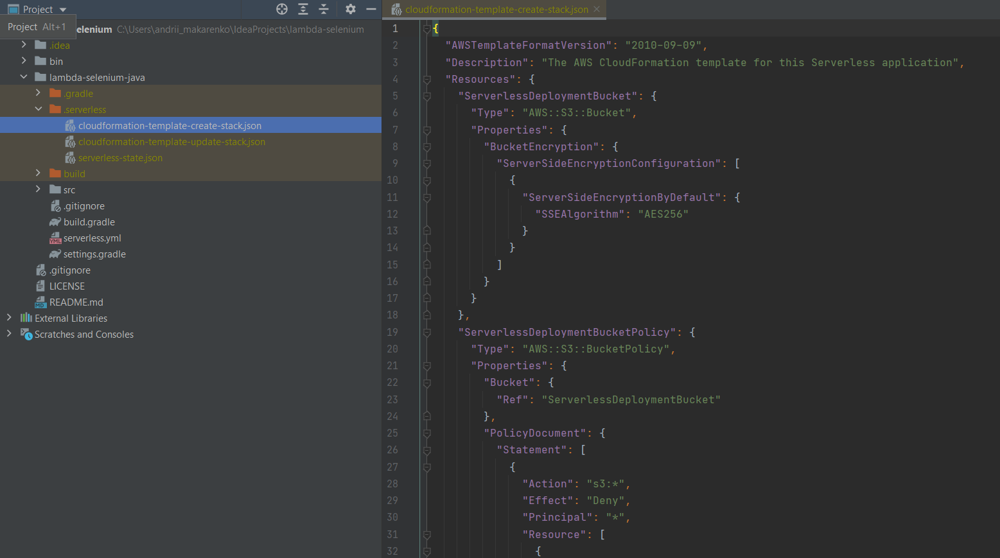 Project
Project Alt+1
elenium C:\Users\andrii_makarenko\IdeaProjects\lambda-selenium
.idea
bin
lambda-selenium-java
.gradle
.serverless
cloudformation-template-create-stack.json
cloudformation-template-update-stack.json
serverless-state.json
build
src
.gitignore
build.gradle
serverless.yml
settings.gradle
.gitignore
LICENSE
README.md
External Libraries
Scratches and Consoles
cloudformation-template-create-stack.json
1 {
2 "AWSTemplateFormatVersion": "2010-09-09",
3 "Description": "The AWS CloudFormation template for this Serverless application",
4 "Resources": {
5 "ServerlessDeploymentBucket": {
6 "Type": "AWS::S3::Bucket",
7 "Properties": {
8 "BucketEncryption": {
9 "ServerSideEncryptionConfiguration": [
10 {
11 "ServerSideEncryptionByDefault": {
12 "SSEAlgorithm": "AES256"
13 }
14 }
15 ]
16 }
17 }
18 },
19 "ServerlessDeploymentBucketPolicy": {
20 "Type": "AWS::S3::BucketPolicy",
21 "Properties": {
22 "Bucket": {
23 "Ref": "ServerlessDeploymentBucket"
24 },
25 "PolicyDocument": {
26 "Statement": [
27 {
28 "Action": "s3:*",
29 "Effect": "Deny",
30 "Principal": "*",
31 "Resource": [
32 {